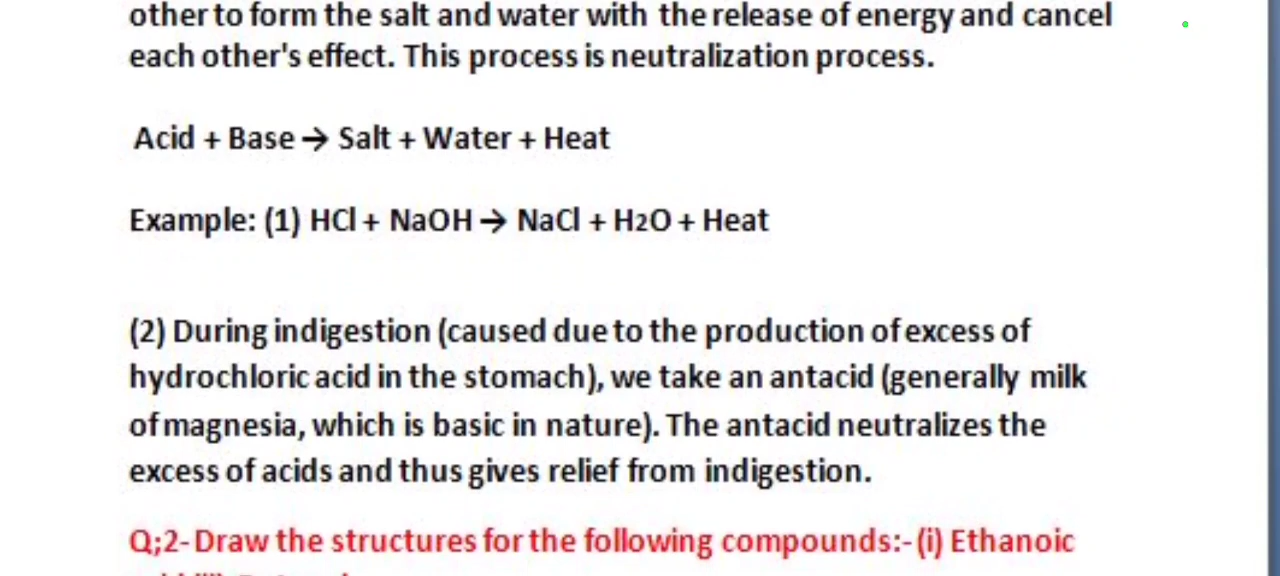 other to form the salt and water with the release of energy and cancel
each other's effect. This process is neutralization process.
Acid + Base → Salt + Water + Heat
Example: (1) HCl + NaOH → NaCl + H2O + Heat
(2) During indigestion (caused due to the production of excess of
hydrochloric acid in the stomach), we take an antacid (generally milk
of magnesia, which is basic in nature). The antacid neutralizes the
excess of acids and thus gives relief from indigestion.
Q;2- Draw the structures for the following compounds:- (i) Ethanoic